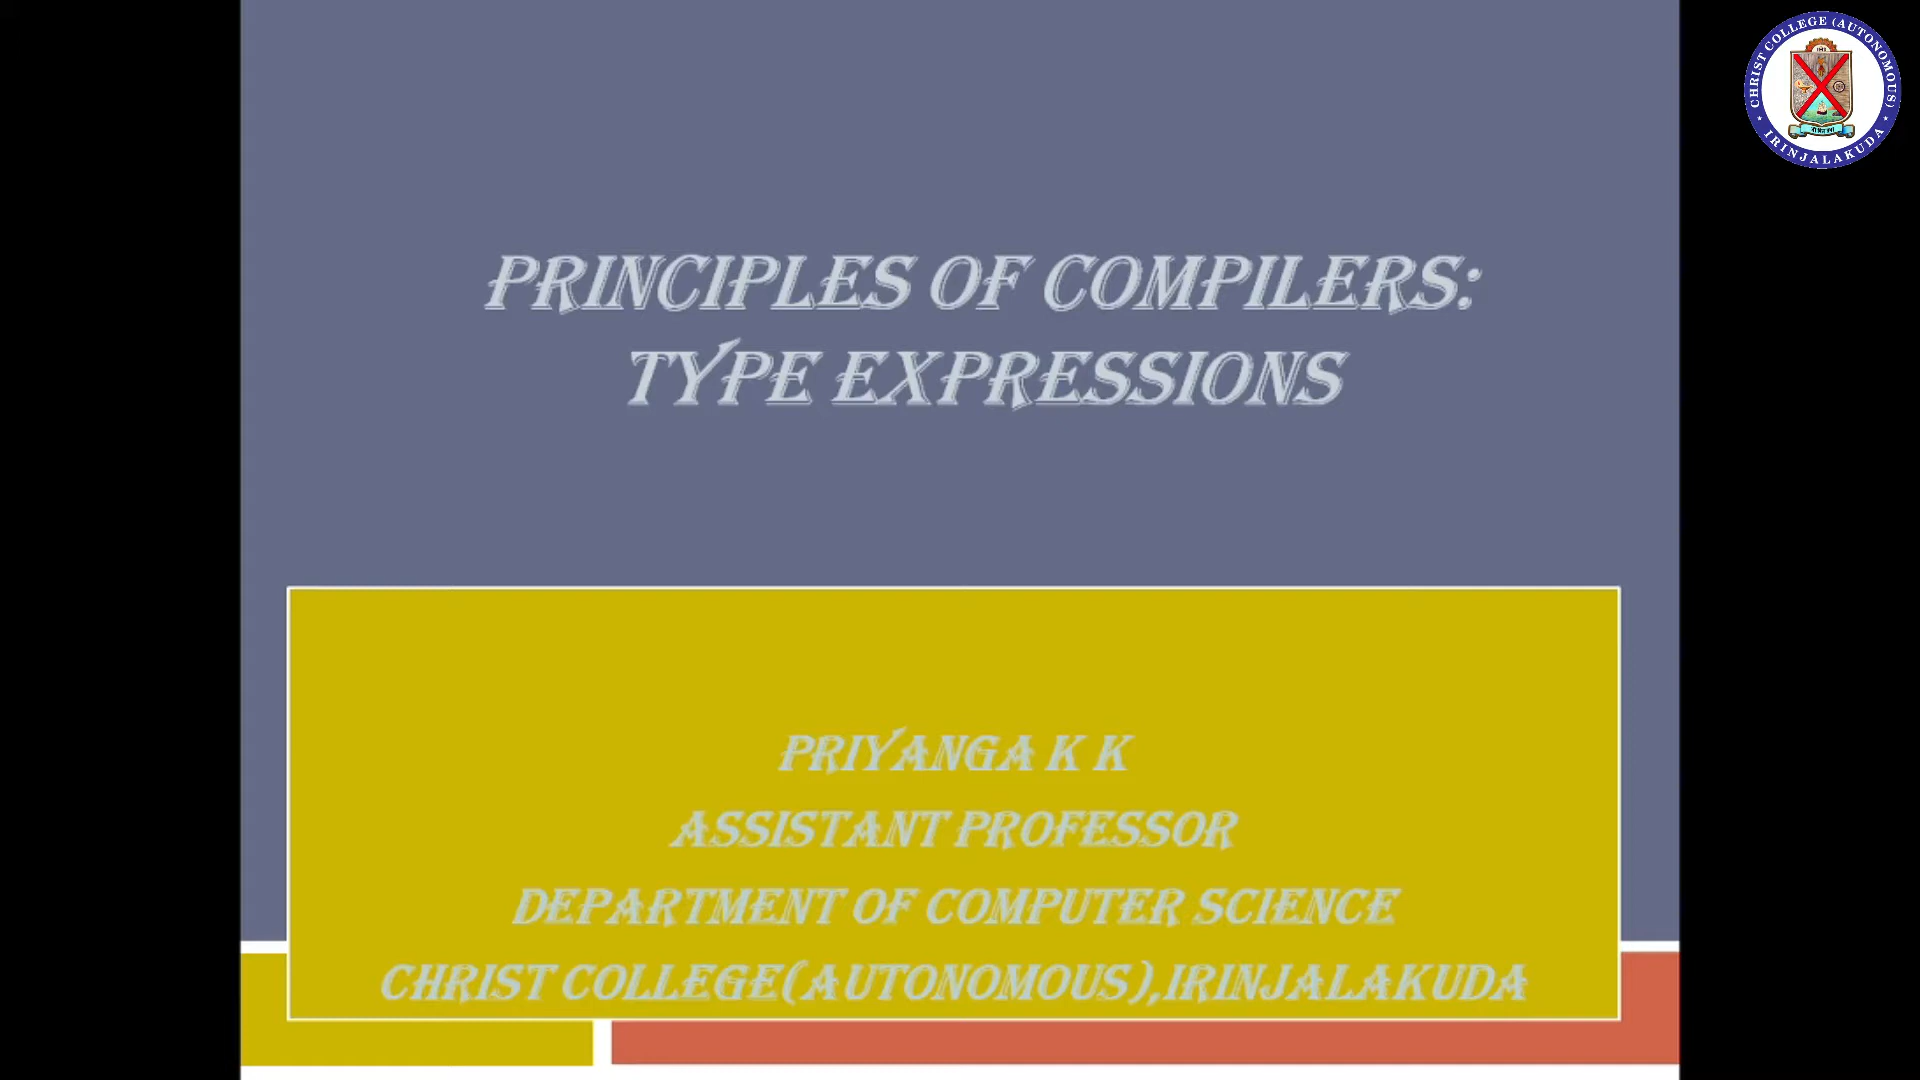 CHRIST COLLEGE (AUTONOMOUS)
IRINJALAKUDA
PRINCIPLES OF COMPILERS:
TYPE EXPRESSIONS
PRIYANGA K K
ASSISTANT PROFESSOR
DEPARTMENT OF COMPUTER SCIENCE
CHRIST COLLEGE(AUTONOMOUS),IRINJALAKUDA